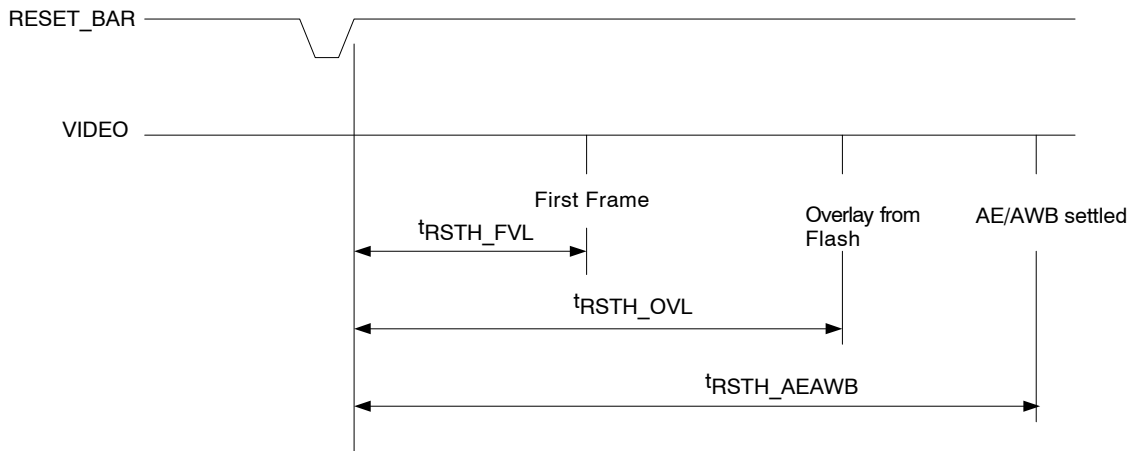 RESET_BAR
VIDEO
First Frame
Overlay from
Flash
AE/AWB settled
tRSTH_FVL
tRSTH_OVL
tRSTH_AEAWB